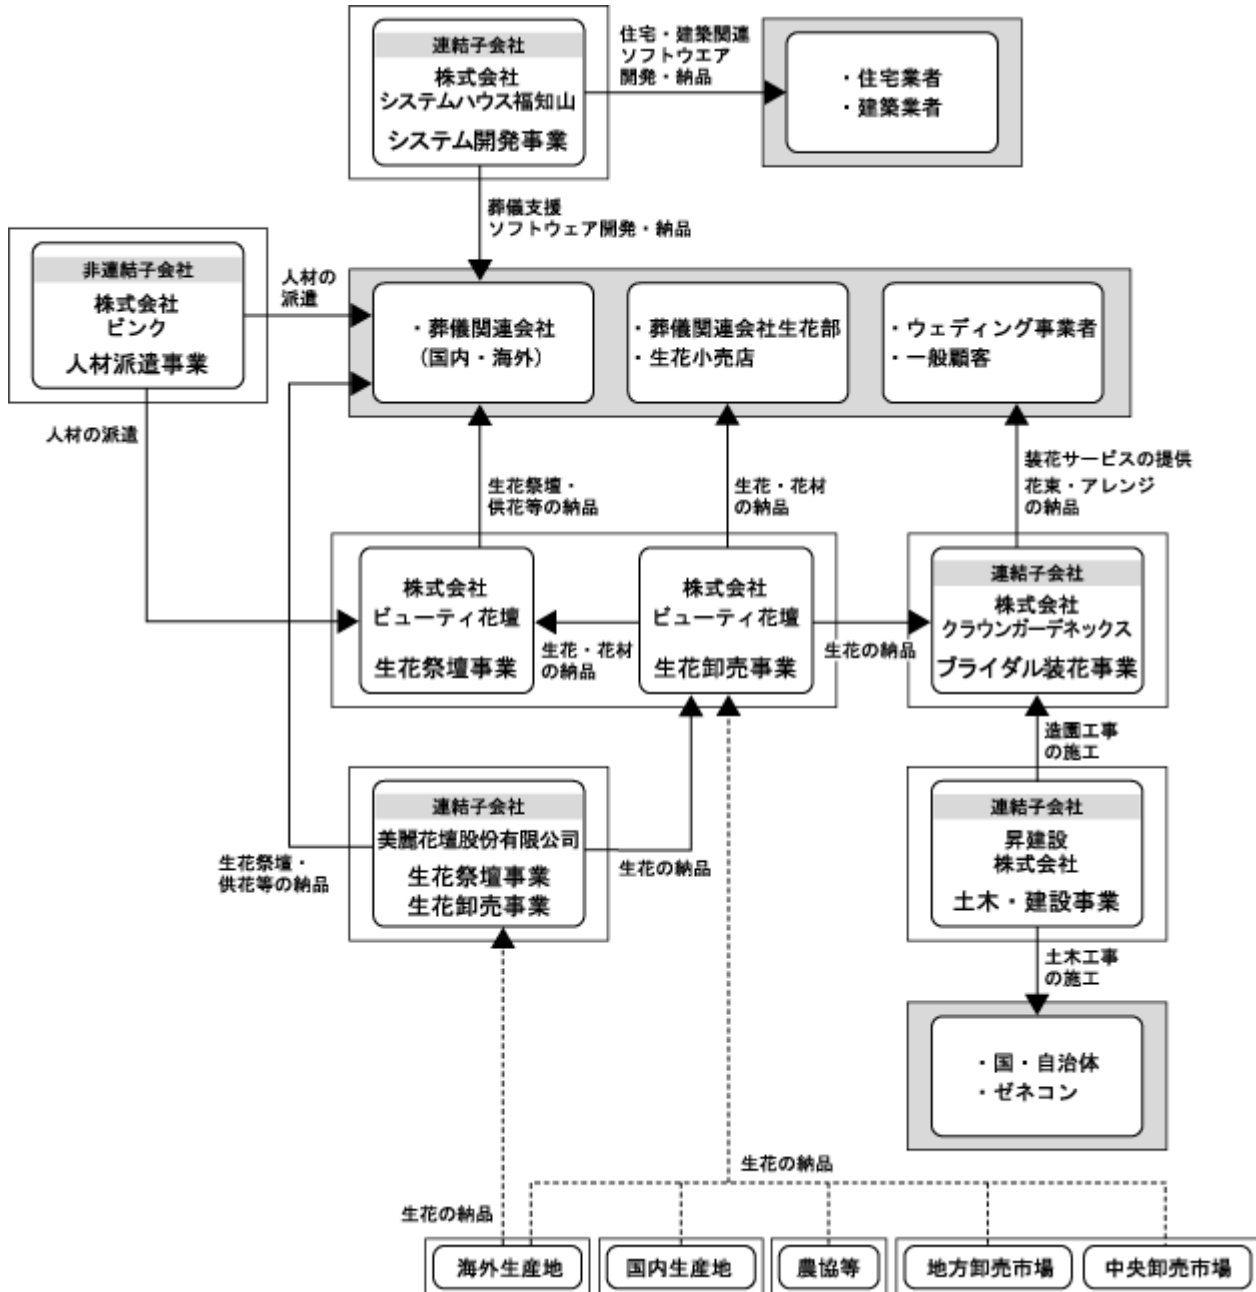 連結子会社
株式会社
システムハウス福知山
システム開発事業
住宅・建築関連
ソフトウエア
開発・納品
・住宅業者
・建築業者
葬儀支援
ソフトウェア開発・納品
非連結子会社
株式会社
ビンク
人材派遣事業
人材の
派遣
・葬儀関連会社
(国内・海外)
・葬儀関連会社生花部
・生花小売店
・ウェディング事業者
・一般顧客
人材の派遣
生花祭壇・
供花等の納品
生花・花材
の納品
装花サービスの提供
花束・アレンジ
の納品
株式会社
ビューティ花壇
生花祭壇事業
生花・花材
の納品
株式会社
ビューティ花壇
生花卸売事業
生花の納品
連結子会社
株式会社
クラウンガーデネックス
ブライダル装花事業
造園工事
の施工
連結子会社
美麗花壇股份有限公司
生花祭壇事業
生花卸売事業
生花祭壇・
供花等の納品
生花の納品
連結子会社
昇建設
株式会社
土木・建設事業
土木工事
の施工
・国・自治体
・ゼネコン
生花の納品
生花の納品
海外生産地
国内生産地
農協等
地方卸売市場
中央卸売市場